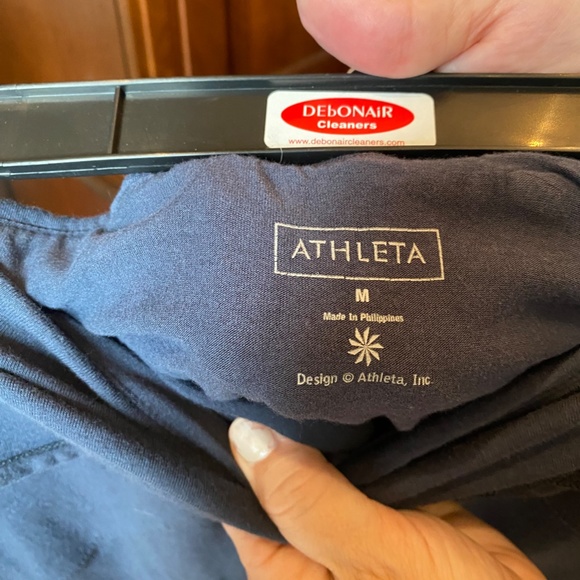 DEbONAiR
Cleaners
www.debonaircleaners.com
ATHLETA
M
Made In Philippines
Design © Athleta, Inc